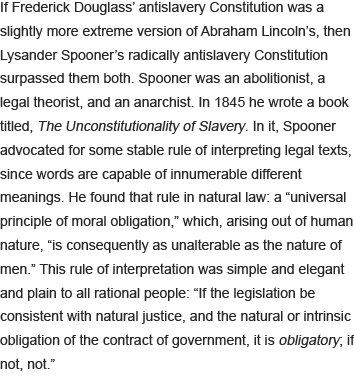 If Frederick Douglass’ antislavery Constitution was a
slightly more extreme version of Abraham Lincoln’s, then
Lysander Spooner’s radically antislavery Constitution
surpassed them both. Spooner was an abolitionist, a
legal theorist, and an anarchist. In 1845 he wrote a book
titled, The Unconstitutionality of Slavery. In it, Spooner
advocated for some stable rule of interpreting legal texts,
since words are capable of innumerable different
meanings. He found that rule in natural law: a “universal
principle of moral obligation,” which, arising out of human
nature, “is consequently as unalterable as the nature of
men.” This rule of interpretation was simple and elegant
and plain to all rational people: “If the legislation be
consistent with natural justice, and the natural or intrinsic
obligation of the contract of government, it is obligatory; if
not, not.”